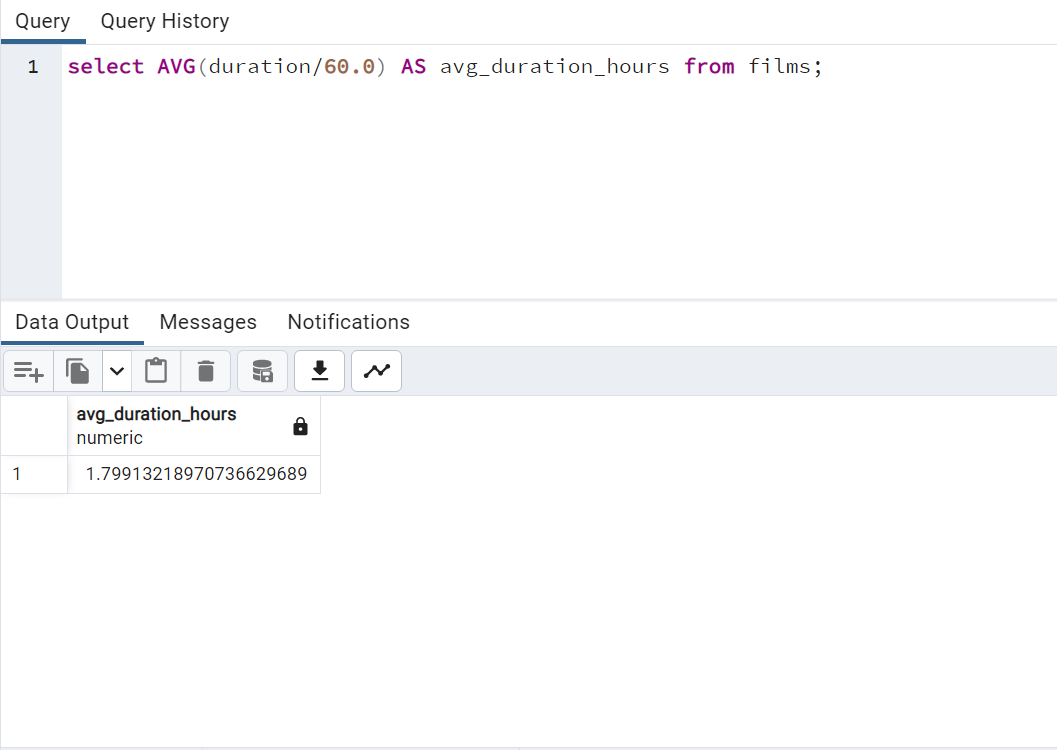 Query Query History
1 select AVG(duration/60.0) AS avg_duration_hours from films;
Data Output Messages Notifications
avg_duration_hours
numeric
1 1.79913218970736629689